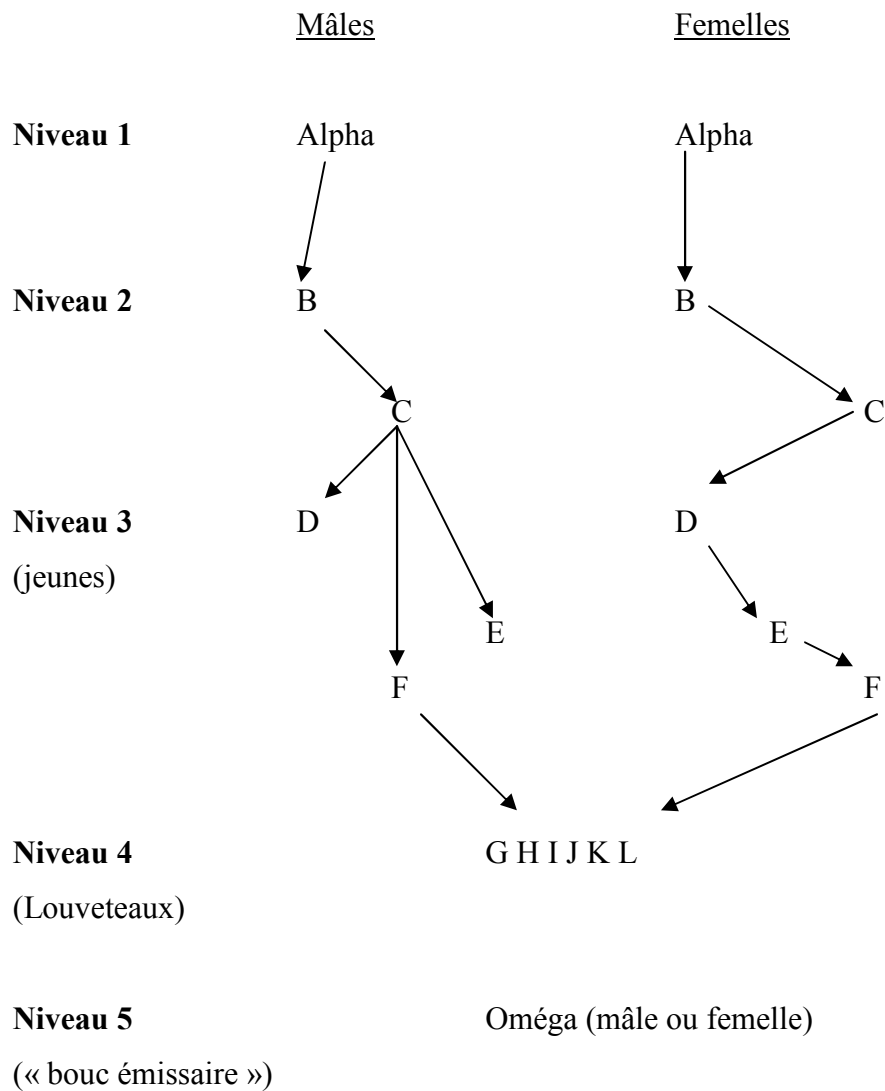 Mâles Femelles
Niveau 1 Alpha Alpha
Niveau 2 B B
C C
Niveau 3 D D
(jeunes)
E E
F F
Niveau 4 G H I J K L
(Louveteaux)
Niveau 5 Oméga (mâle ou femelle)
(« bouc émissaire »)